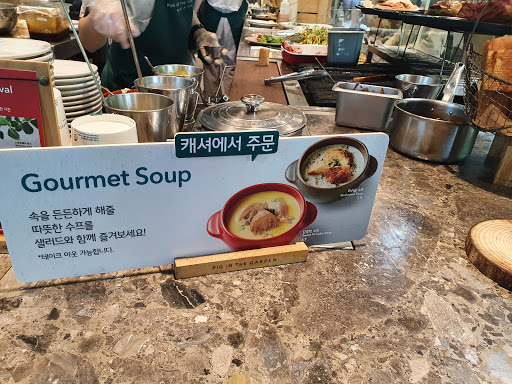 캐셔에서 주문
Gourmet Soup
속을 든든하게 해줄
따뜻한 수프를
샐러드와 함께 즐겨보세요!
*테이크 아웃 가능합니다.
PIG IN THE GARDEN